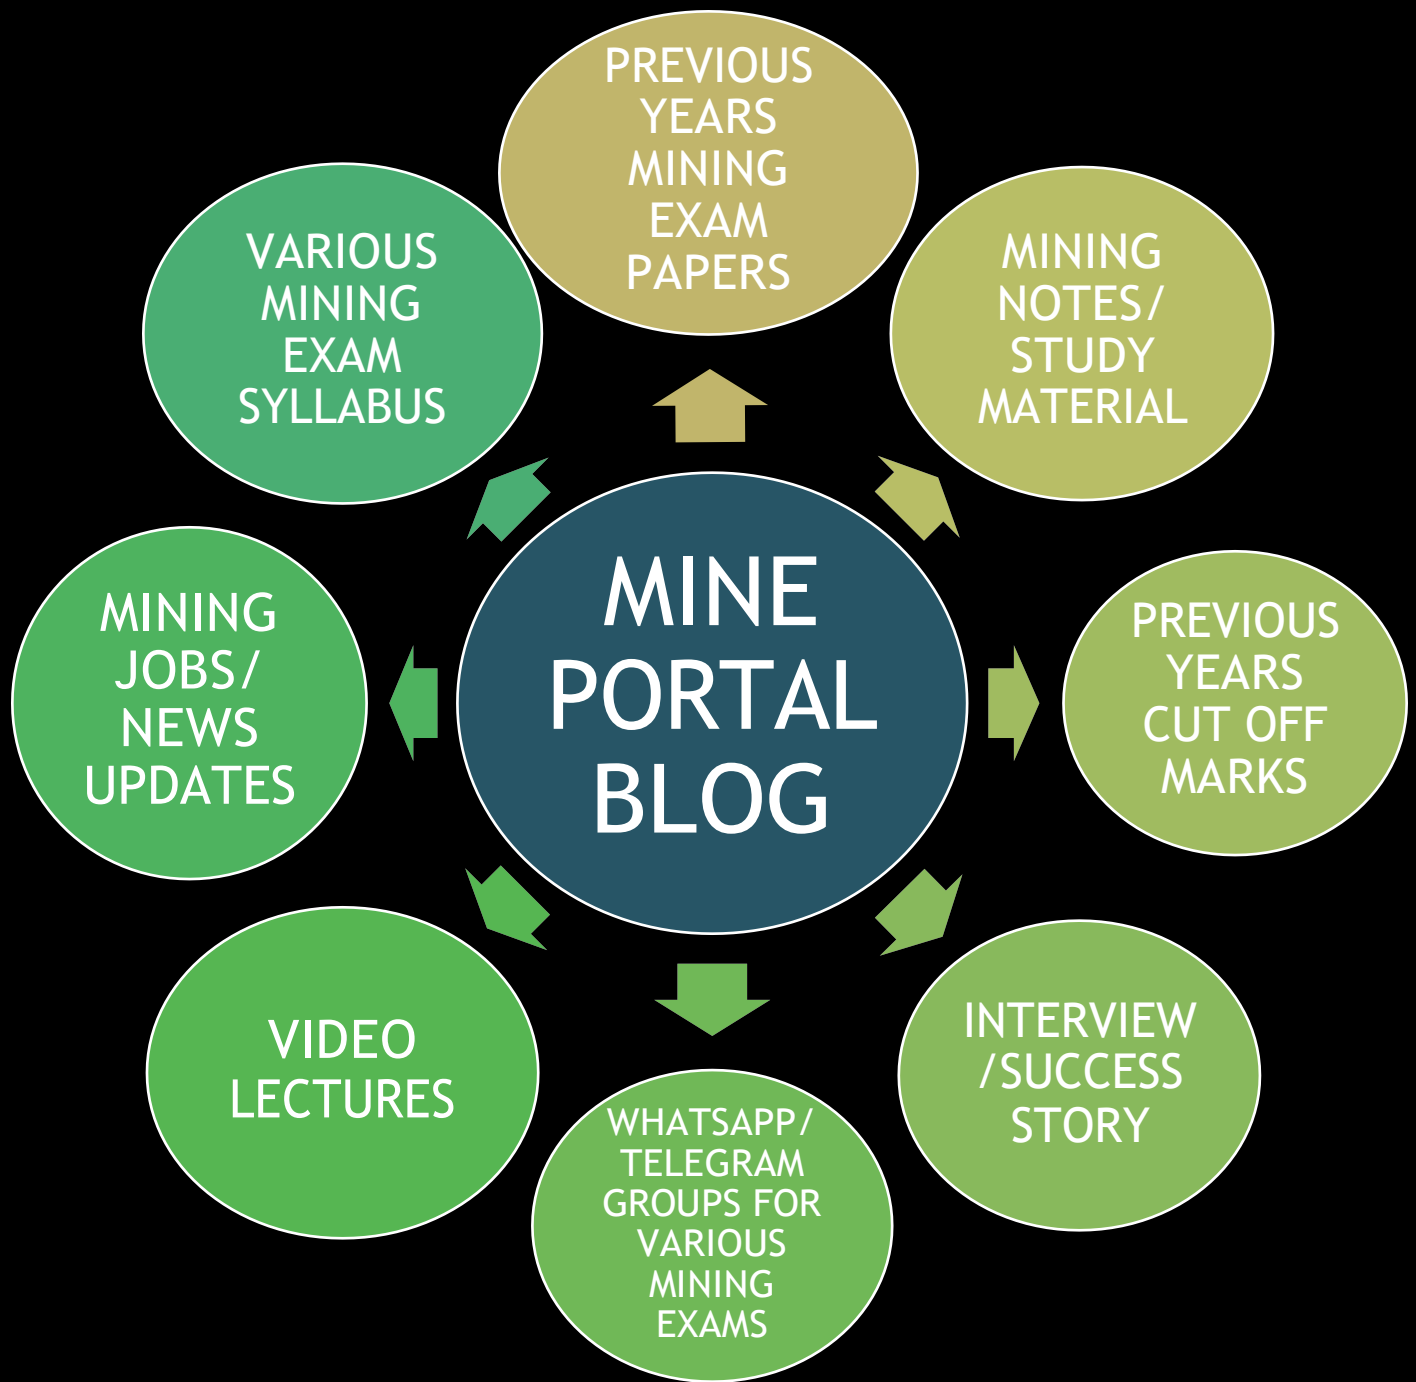 PREVIOUS
YEARS
MINING
EXAM
PAPERS
MINING
NOTES/
STUDY
MATERIAL
PREVIOUS
YEARS
CUT OFF
MARKS
INTERVIEW
/SUCCESS
STORY
WHATSAPP/
TELEGRAM
GROUPS FOR
VARIOUS
MINING
EXAMS
VIDEO
LECTURES
MINING
JOBS/
NEWS
UPDATES
VARIOUS
MINING
EXAM
SYLLABUS
MINE
PORTAL
BLOG